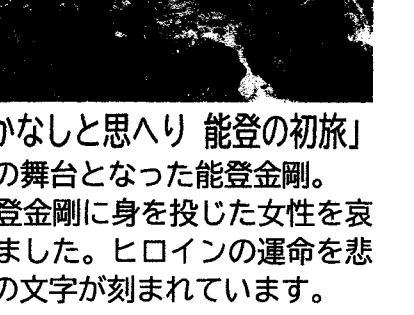 かなしと思へり 能登の初旅」
の舞台となった能登金剛。
登金剛に身を投じた女性を哀
ました。ヒロインの運命を悲
の文字が刻まれています。